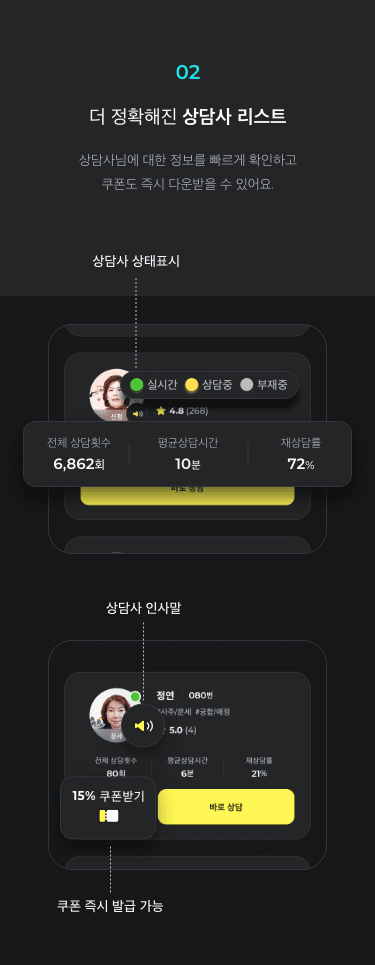 02
더 정확해진 상담사 리스트
상담사님에 대한 정보를 빠르게 확인하고
쿠폰도 즉시 다운받을 수 있어요.
상담사 상태표시
실시간 상담중 부재중
신점
4.8 (268)
전체 상담횟수 평균상담시간 재상담률
6,862회 10분 72%
바로 상담
상담사 인사말
정연 080번
#사주/운세 #궁합/애정
운세
5.0 (4)
전체 상담횟수 평균상담시간 재상담률
80회 6분 21%
15% 쿠폰받기
바로 상담
쿠폰 즉시 발급 가능